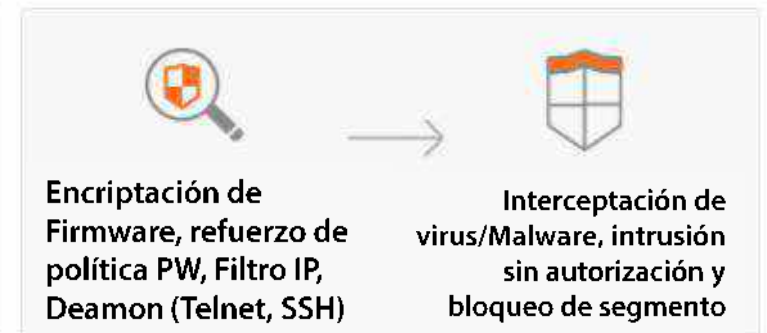 Encriptación de
Firmware, refuerzo de
política PW, Filtro IP,
Deamon (Telnet, SSH)
Interceptación de
virus/Malware, intrusión
sin autorización y
bloqueo de segmento